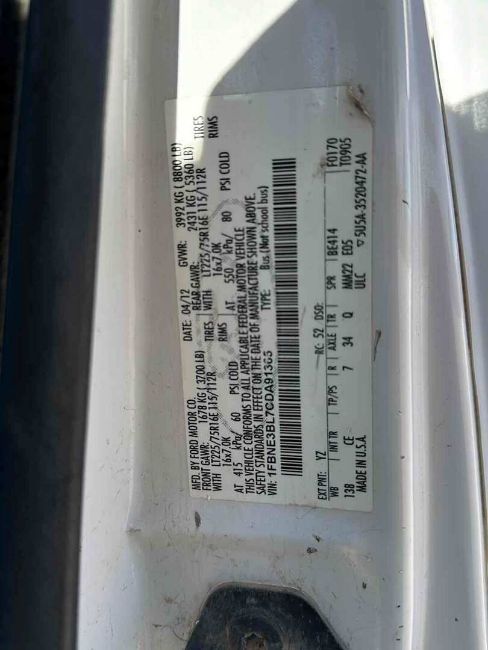 MFD. BY FORD MOTOR CO. DATE: 04/12 GVWR: 3992 KG ( 8800 LB)
FRONT GAWR: 1678 KG ( 3700 LB) REAR GAWR: 2431 KG ( 5360 LB)
WITH LT225/75R16E 115/112R TIRES WITH LT225/75R16E 115/112R TIRES
16x7.0K RIMS 16x7.0K RIMS
AT 415 kPa/ 60 PSI COLD AT 550 kPa/ 80 PSI COLD
THIS VEHICLE CONFORMS TO ALL APPLICABLE FEDERAL MOTOR VEHICLE
SAFETY STANDARDS IN EFFECT ON THE DATE OF MANUFACTURE SHOWN ABOVE.
VIN: 1FBNE3BL7CDA91365 TYPE: Bus.(Not school bus)
EXT PNT: YZ RC: 52 DSO: BE414 F0170
WB INT TR TP/PS R AXLE TR SPR T0905
138 CE 7 34 Q MM22 ED5
MADE IN U.S.A. ULC 5U5A-3520472-AA